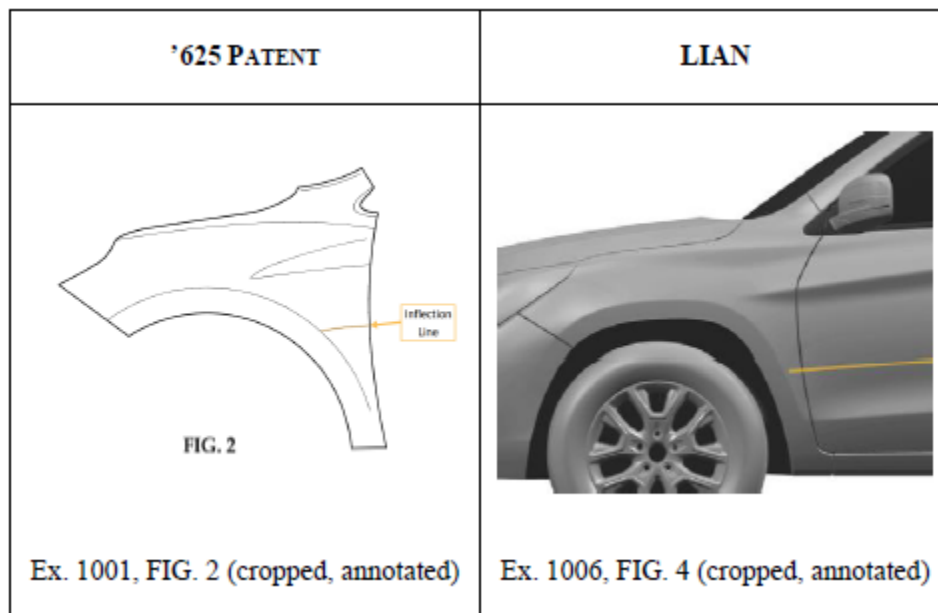 ’625 PATENT
LIAN
Inflection
Line
FIG. 2
Ex. 1001, FIG. 2 (cropped, annotated)
Ex. 1006, FIG. 4 (cropped, annotated)